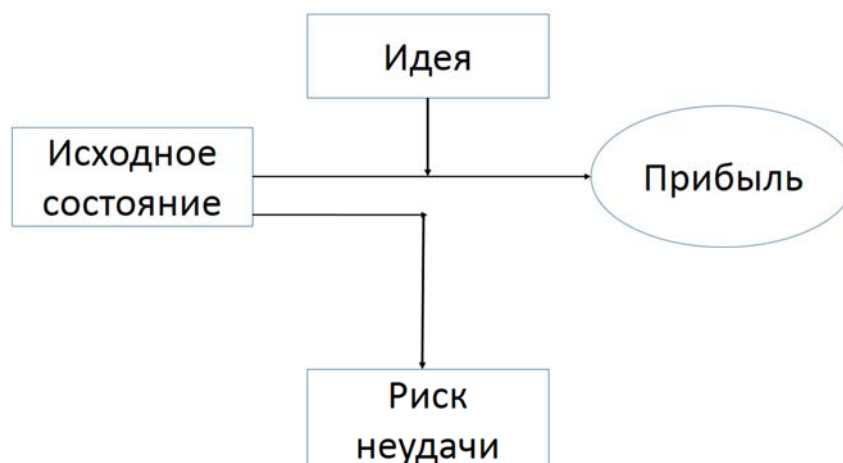 Идея
Исходное
состояние
Прибыль
Риск
неудачи